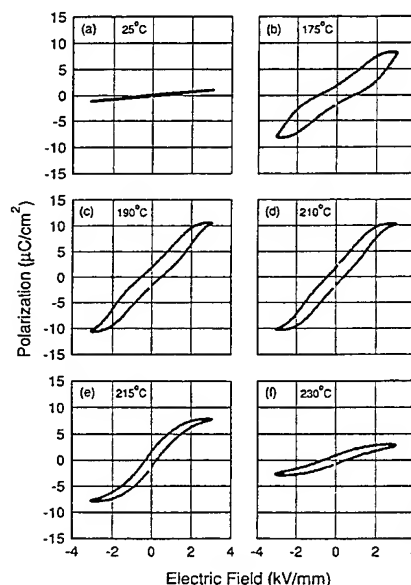 (a) 25°C
(b) 175°C
15
10
5
0
-5
-10
-15
(c) 190°C
(d) 210°C
15
10
5
0
-5
-10
-15
(e) 215°C
(f) 230°C
15
10
5
0
-5
-10
-15
-4 -2 0 2 4 -2 0 2 4
Polarization (μC/cm²)
Electric Field (kV/mm)